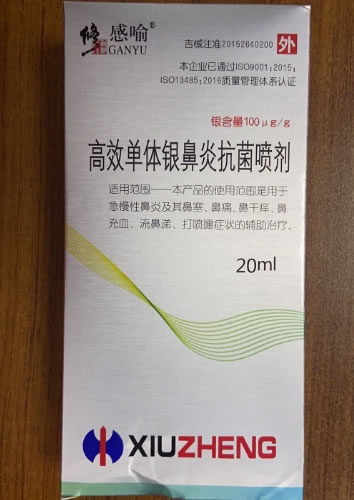 修正
感喻
GANYU
吉械注准20152640200
外
本企业已通过ISO9001:2015;
ISO13485:2016质量管理体系认证
银含量100μg/g
高效单体银鼻炎抗菌喷剂
适用范围——本产品的使用范围是用于
急慢性鼻炎及其鼻塞、鼻痛、鼻干痒、鼻
充血、流鼻涕、打喷嚏症状的辅助治疗。
20ml
XIUZHENG